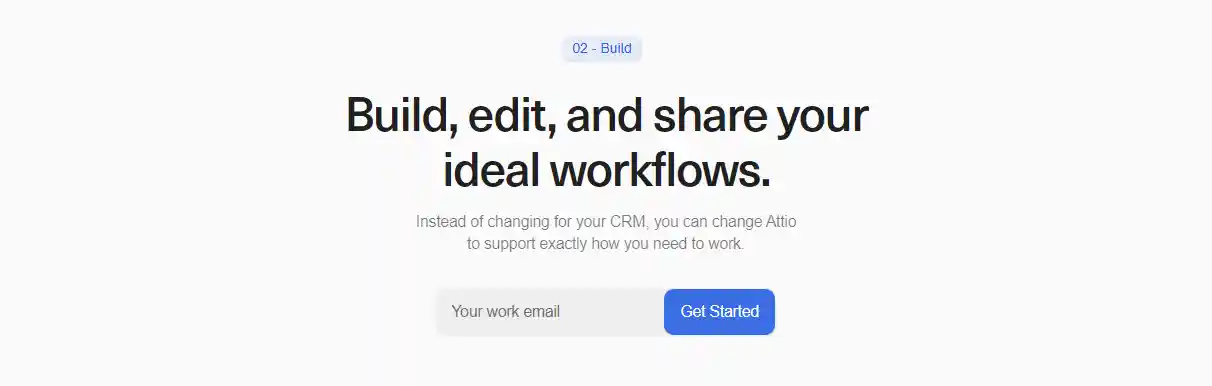 02 - Build
Build, edit, and share your
ideal workflows.
Instead of changing for your CRM, you can change Attio
to support exactly how you need to work.
Your work email
Get Started